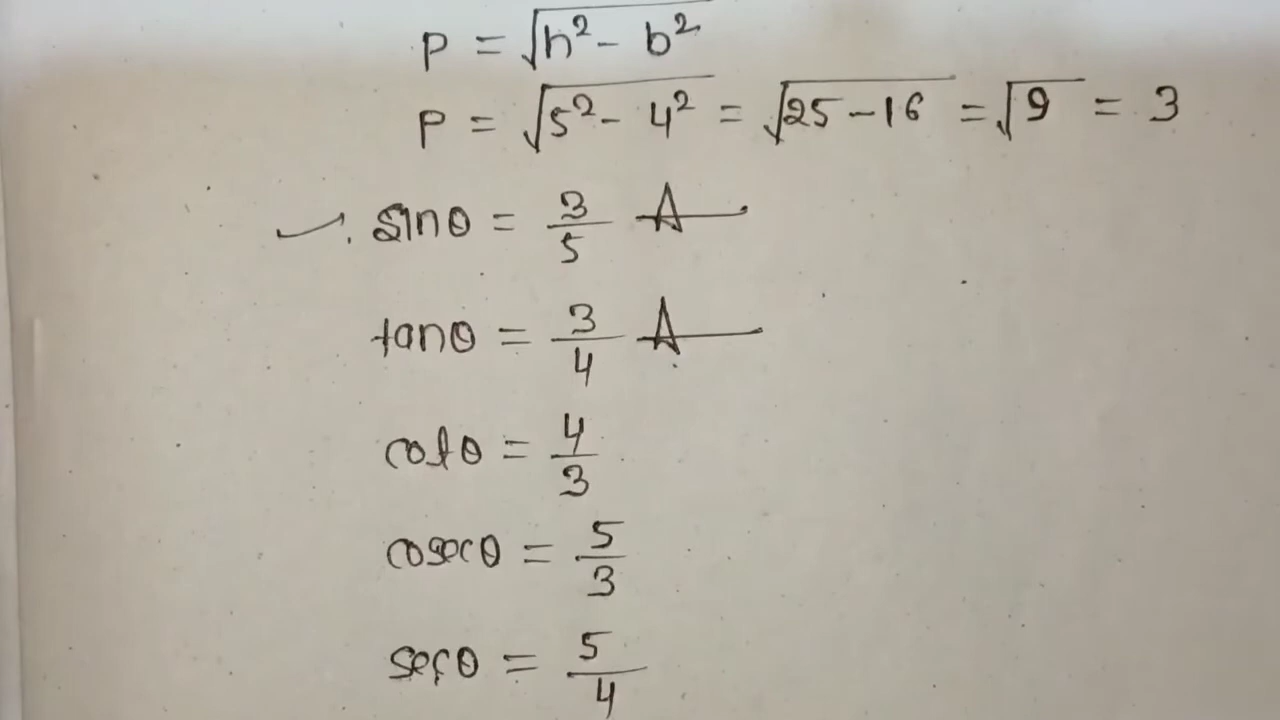 p = √h² - b²
p = √5² - 4² = √25 - 16 = √9 = 3
sinθ = 3/5 A
tanθ = 3/4 A
cotθ = 4/3
cosecθ = 5/3
secθ = 5/4